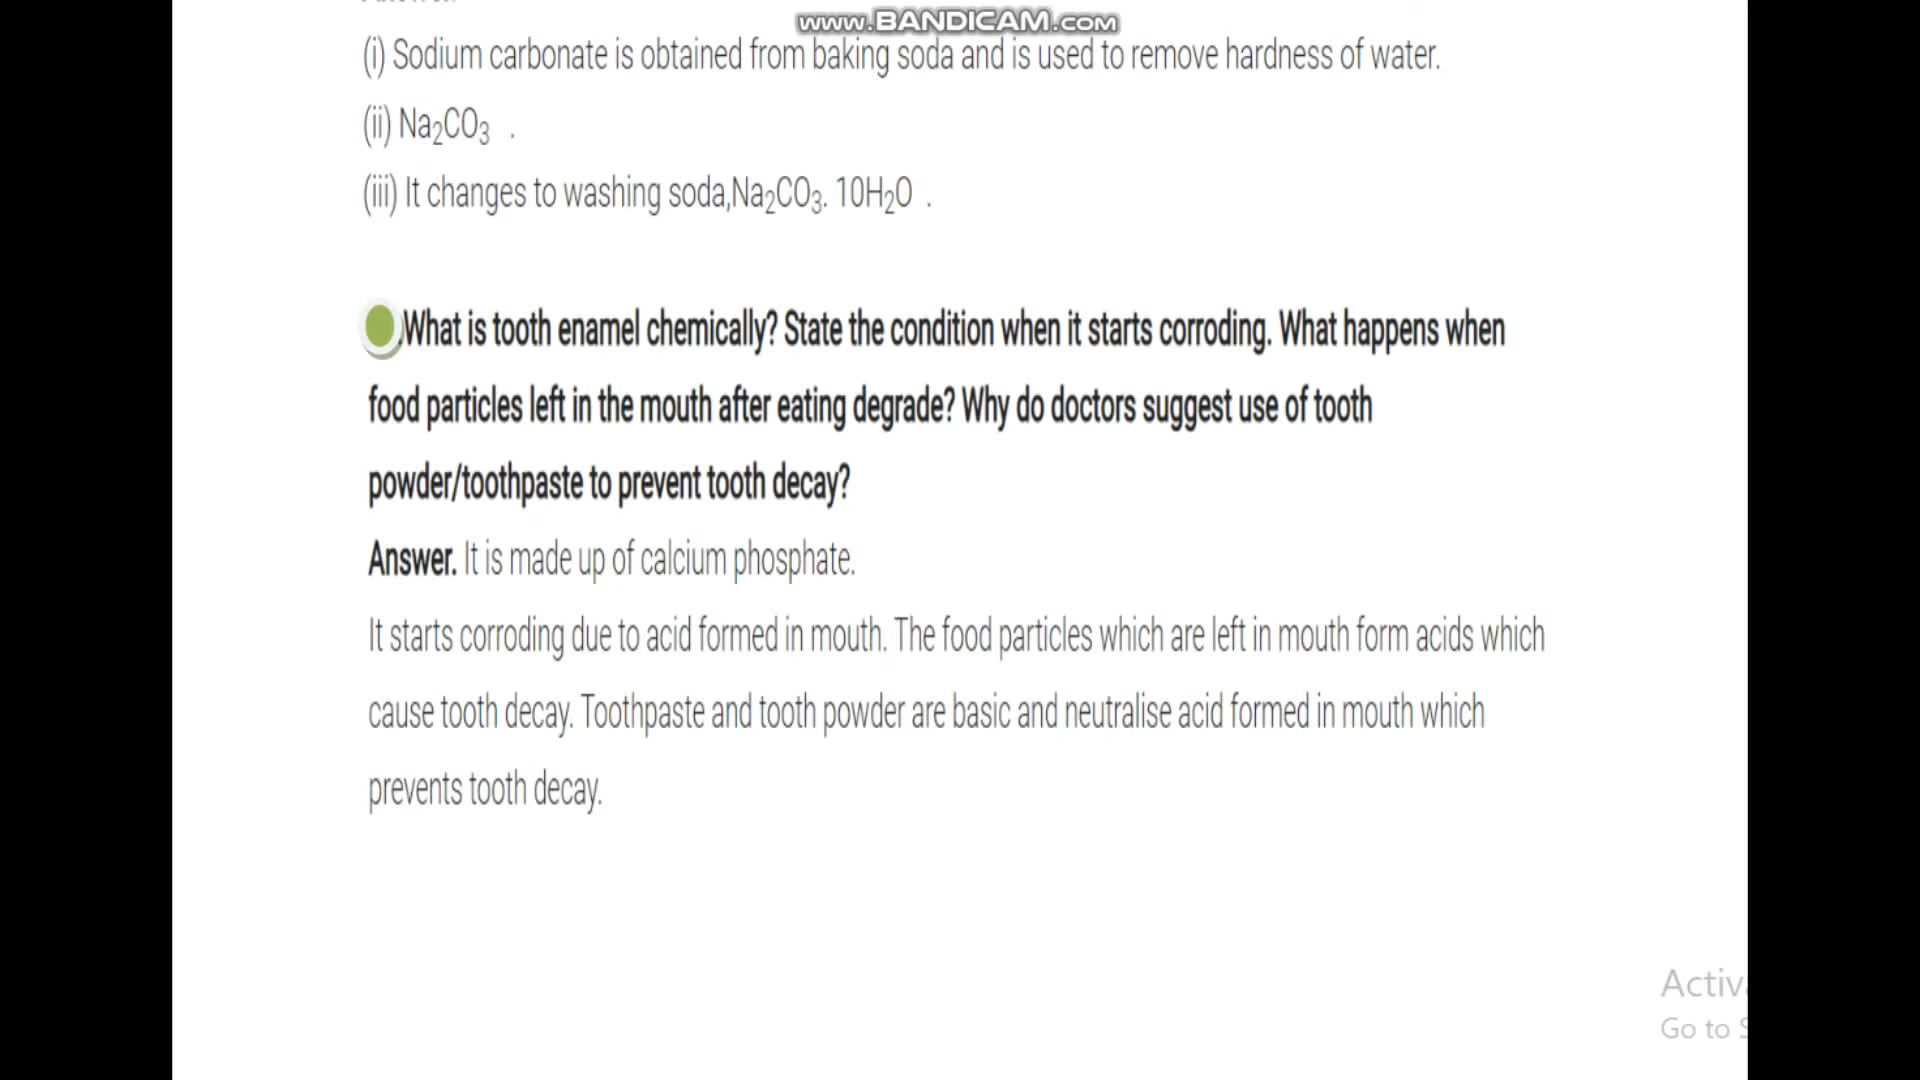 www.BANDICAM.com
(i) Sodium carbonate is obtained from baking soda and is used to remove hardness of water.
(ii) Na₂CO₃ .
(iii) It changes to washing soda,Na₂CO₃. 10H₂O .
.What is tooth enamel chemically? State the condition when it starts corroding. What happens when
food particles left in the mouth after eating degrade? Why do doctors suggest use of tooth
powder/toothpaste to prevent tooth decay?
Answer. It is made up of calcium phosphate.
It starts corroding due to acid formed in mouth. The food particles which are left in mouth form acids which
cause tooth decay. Toothpaste and tooth powder are basic and neutralise acid formed in mouth which
prevents tooth decay.
Activ
Go to S